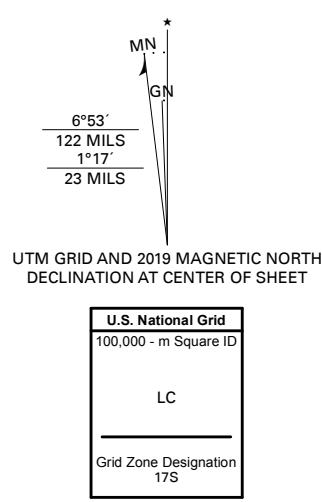 MN
GN
6°53´
122 MILS
1°17´
23 MILS
UTM GRID AND 2019 MAGNETIC NORTH
DECLINATION AT CENTER OF SHEET
U.S. National Grid
100,000 - m Square ID
LC
Grid Zone Designation
17S